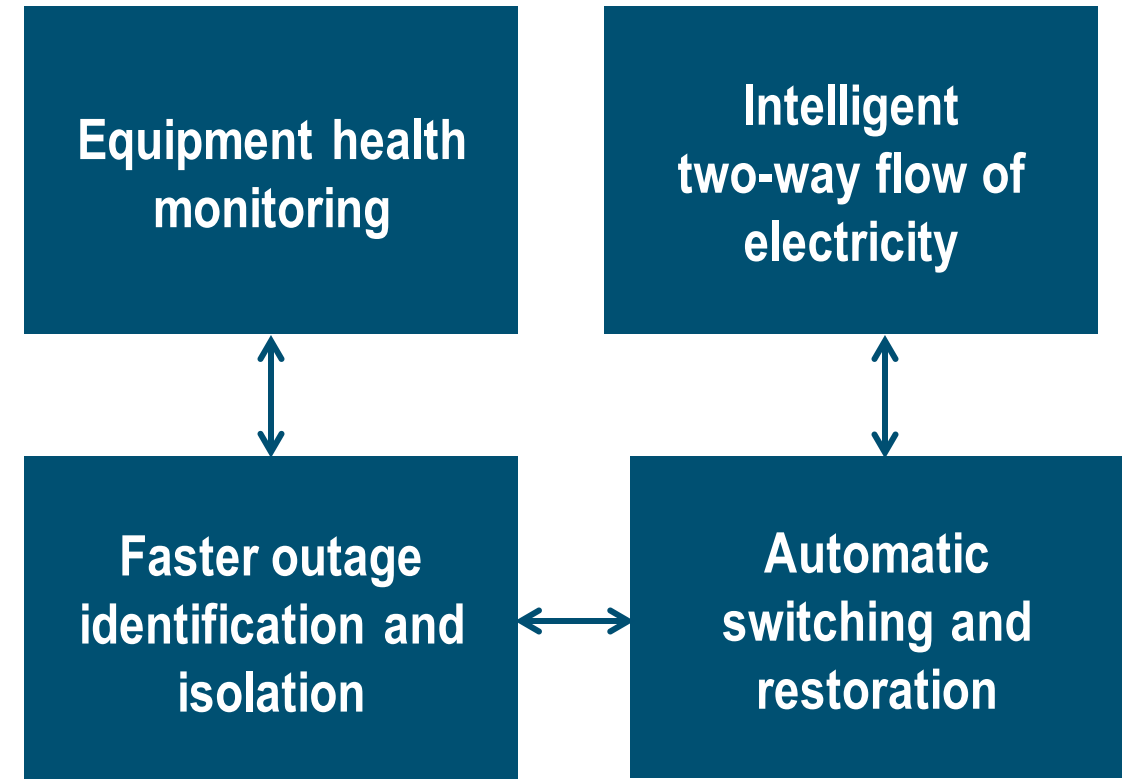 Equipment health
monitoring
Intelligent
two-way flow of
electricity
Faster outage
identification and
isolation
Automatic
switching and
restoration